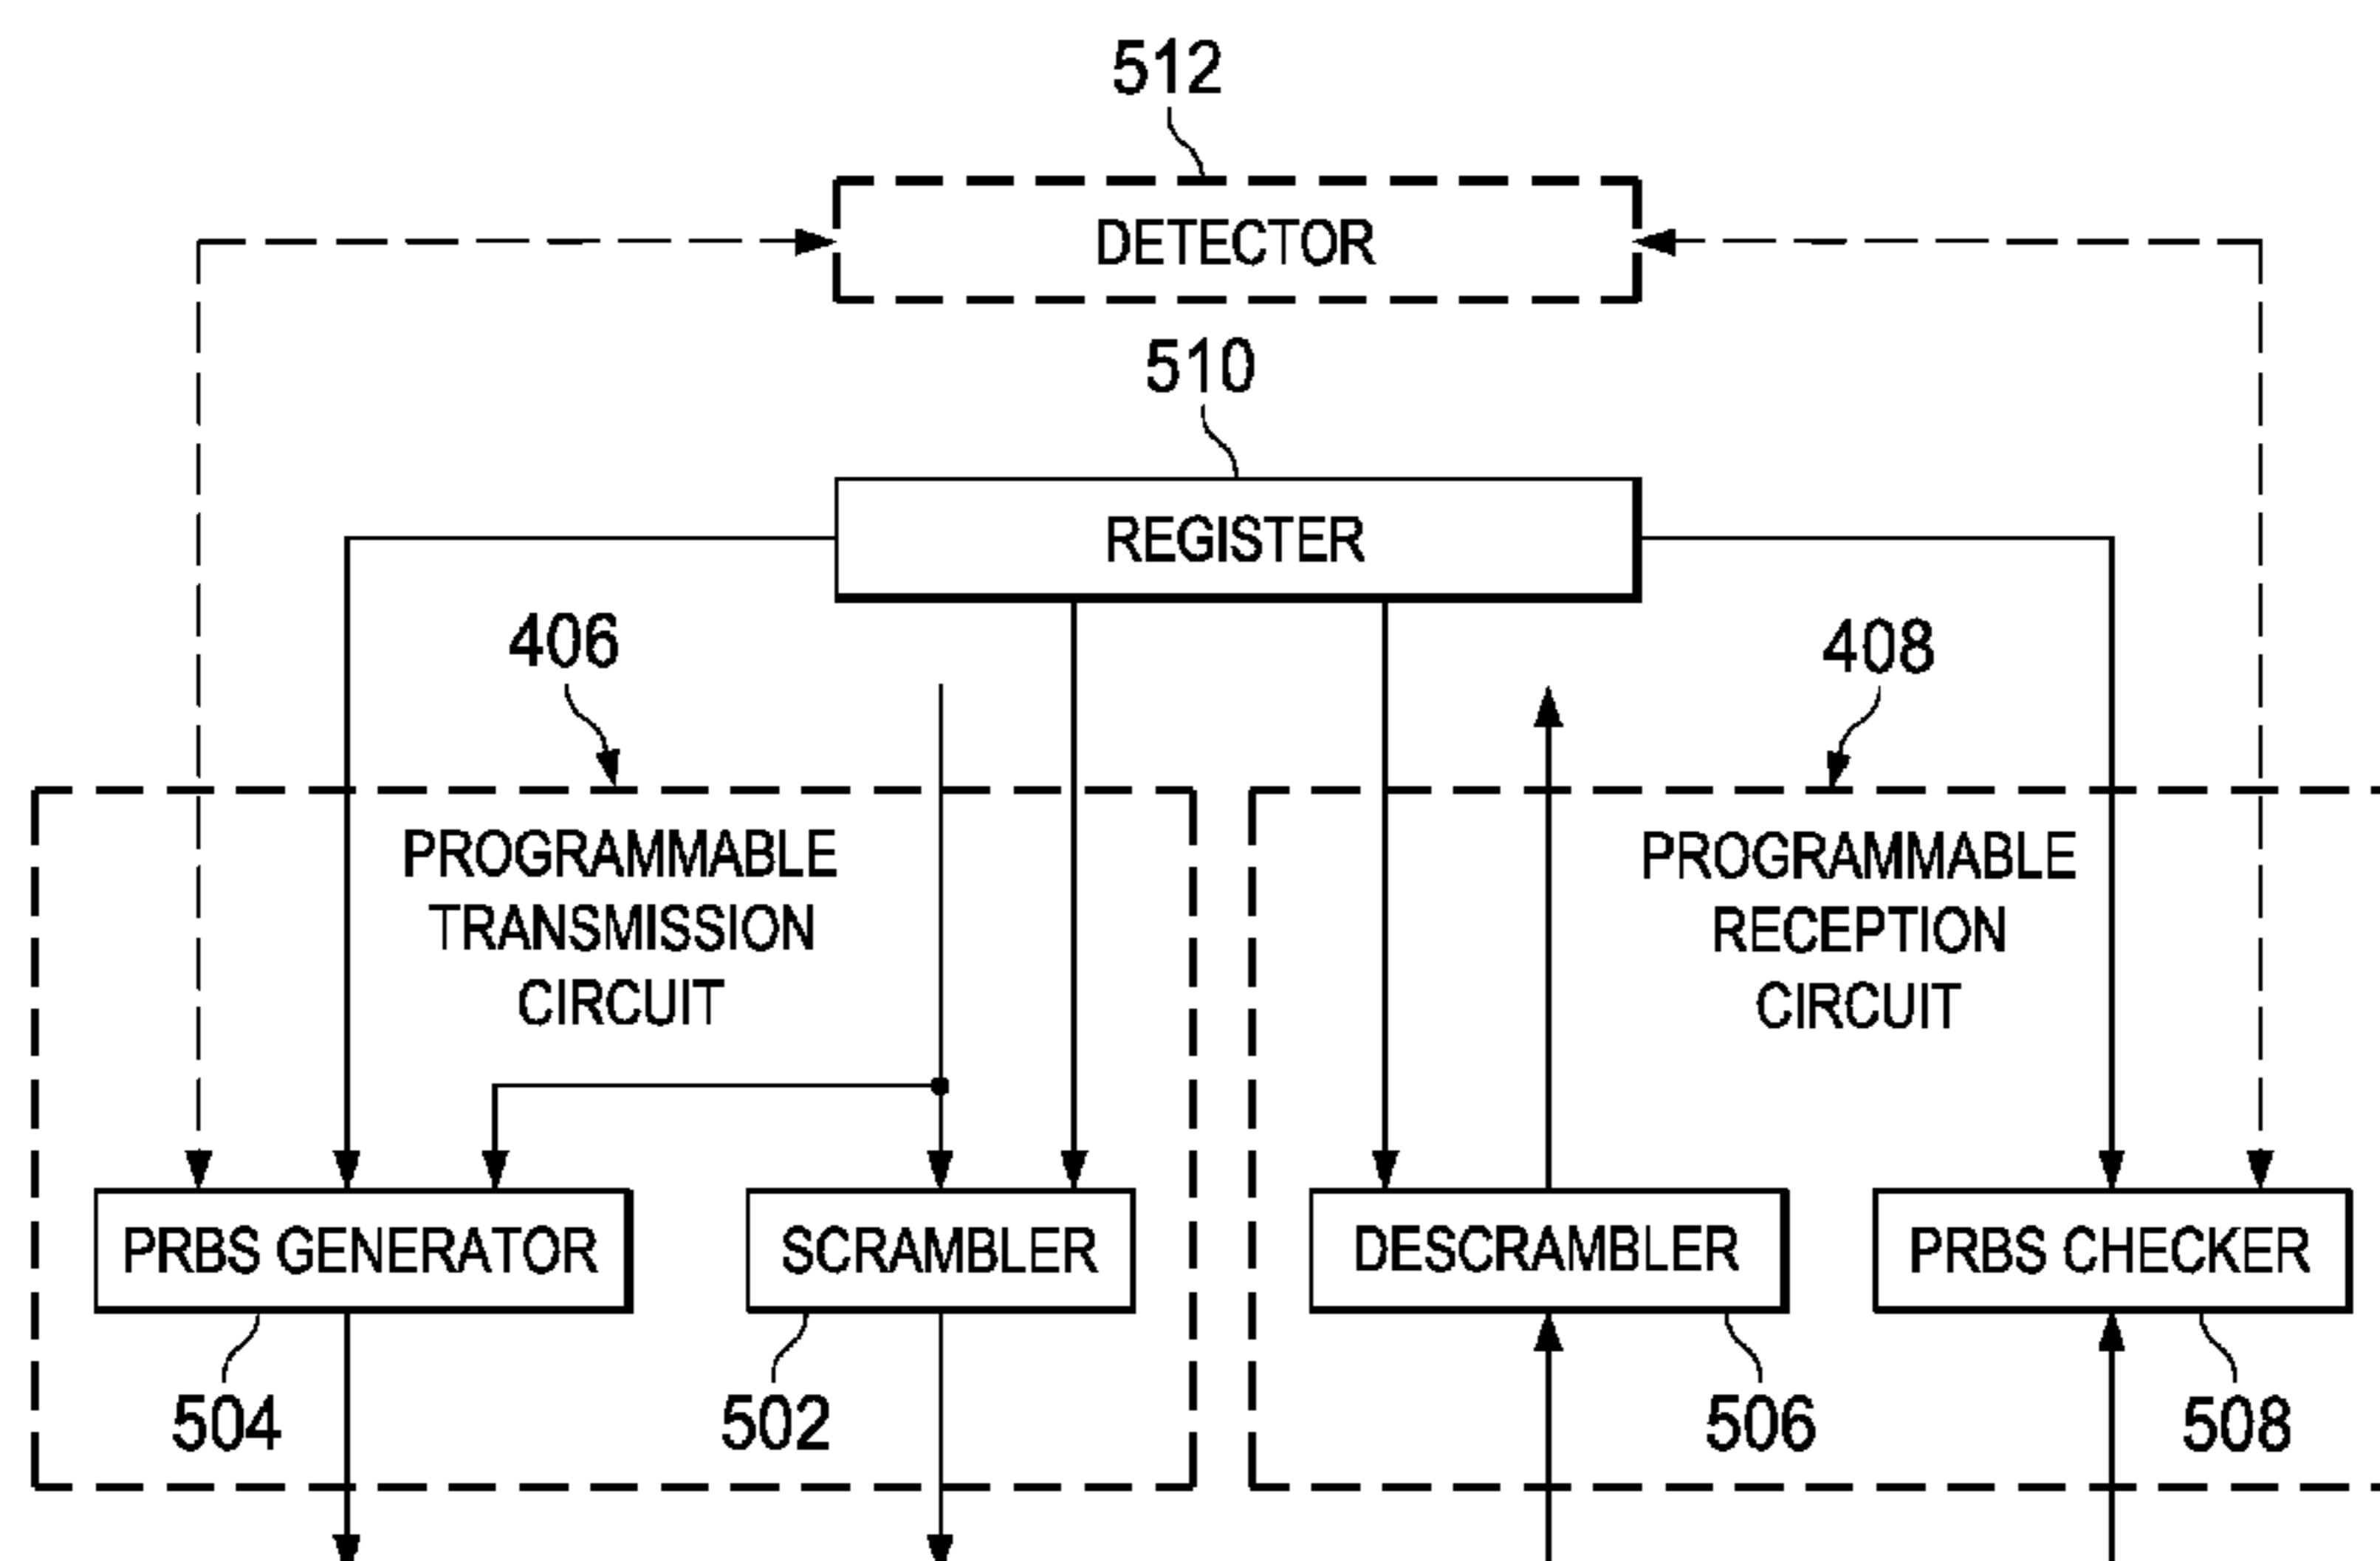 512
DETECTOR
510
REGISTER
406
408
PROGRAMMABLE
TRANSMISSION
CIRCUIT
PROGRAMMABLE
RECEPTION
CIRCUIT
PRBS GENERATOR
SCRAMBLER
DESCRAMBLER
PRBS CHECKER
504
502
506
508